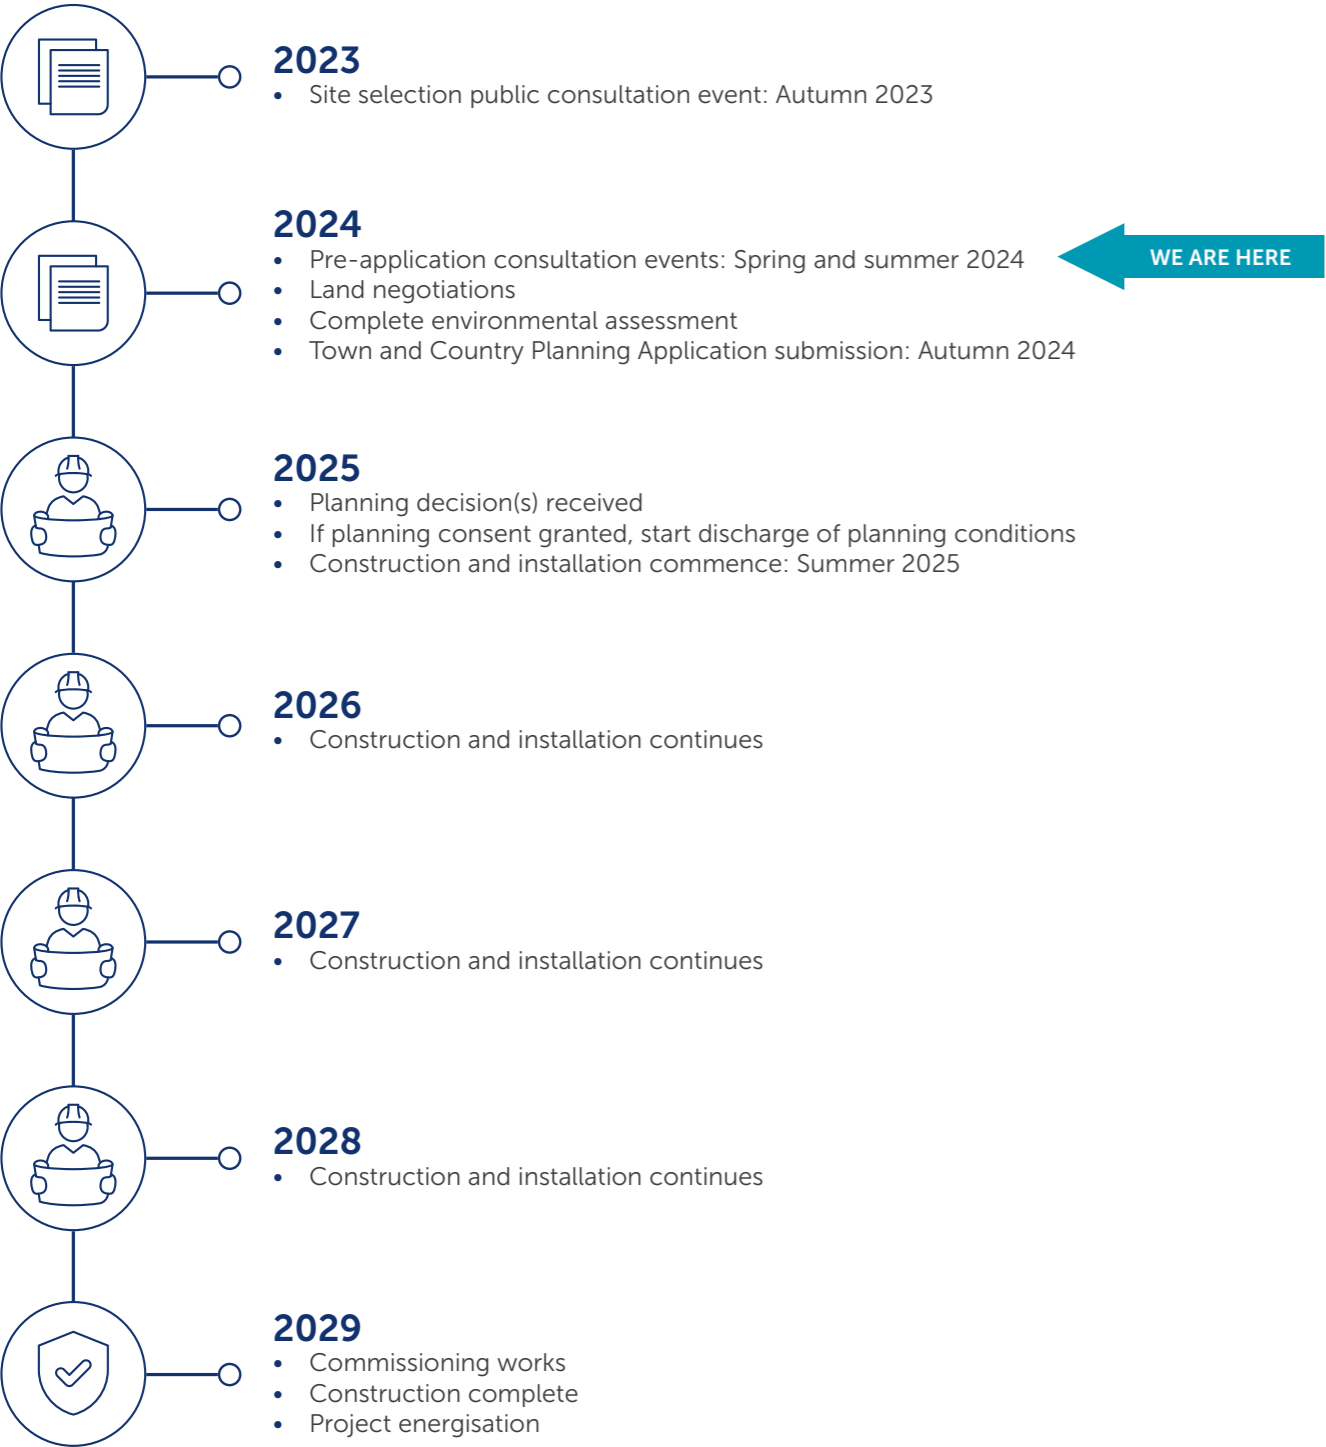 2023
• Site selection public consultation event: Autumn 2023
2024
• Pre-application consultation events: Spring and summer 2024
WE ARE HERE
• Land negotiations
• Complete environmental assessment
• Town and Country Planning Application submission: Autumn 2024
2025
• Planning decision(s) received
• If planning consent granted, start discharge of planning conditions
• Construction and installation commence: Summer 2025
2026
• Construction and installation continues
2027
• Construction and installation continues
2028
• Construction and installation continues
2029
• Commissioning works
• Construction complete
• Project energisation